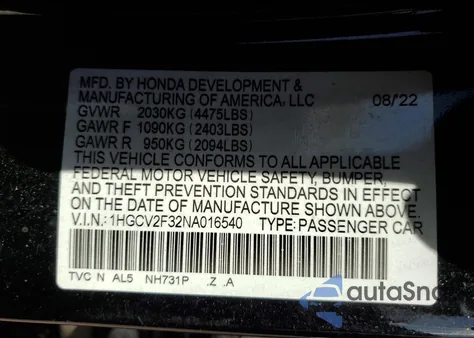 MFD. BY HONDA DEVELOPMENT &
MANUFACTURING OF AMERICA, LLC 08/22
GVWR 2030KG (4475LBS)
GAWR F 1090KG (2403LBS)
GAWR R 950KG (2094LBS)
THIS VEHICLE CONFORMS TO ALL APPLICABLE
FEDERAL MOTOR VEHICLE SAFETY, BUMPER,
AND THEFT PREVENTION STANDARDS IN EFFECT
ON THE DATE OF MANUFACTURE SHOWN ABOVE.
V.I.N.: 1HGCV2F32NA016540 TYPE: PASSENGER CAR
TVC N AL5 NH731P .Z .A
autaSna